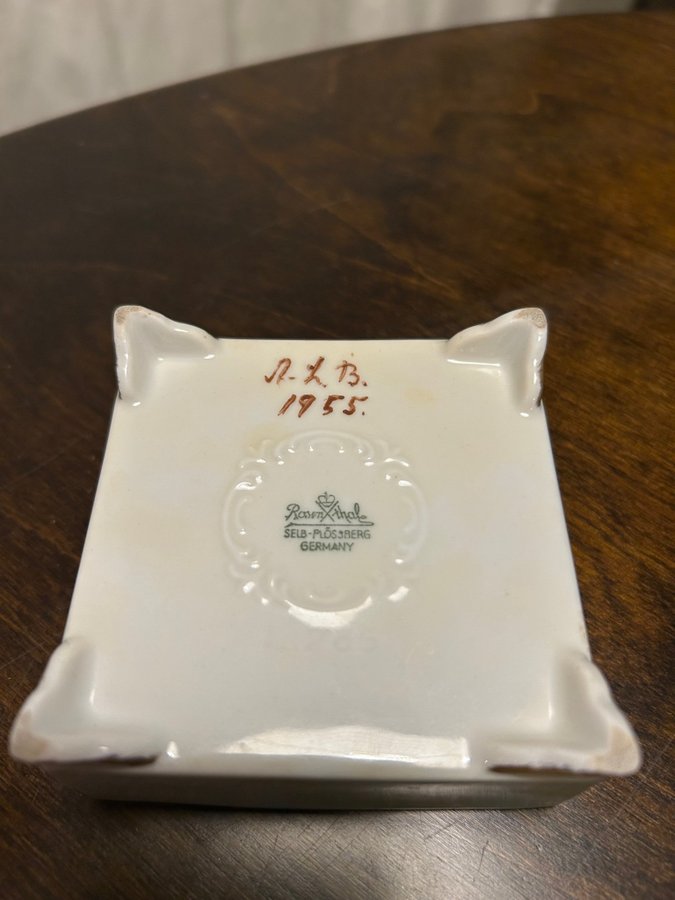 A. L. B.
1955.
Rosenthal
SELB-PLÖSSBERG
GERMANY